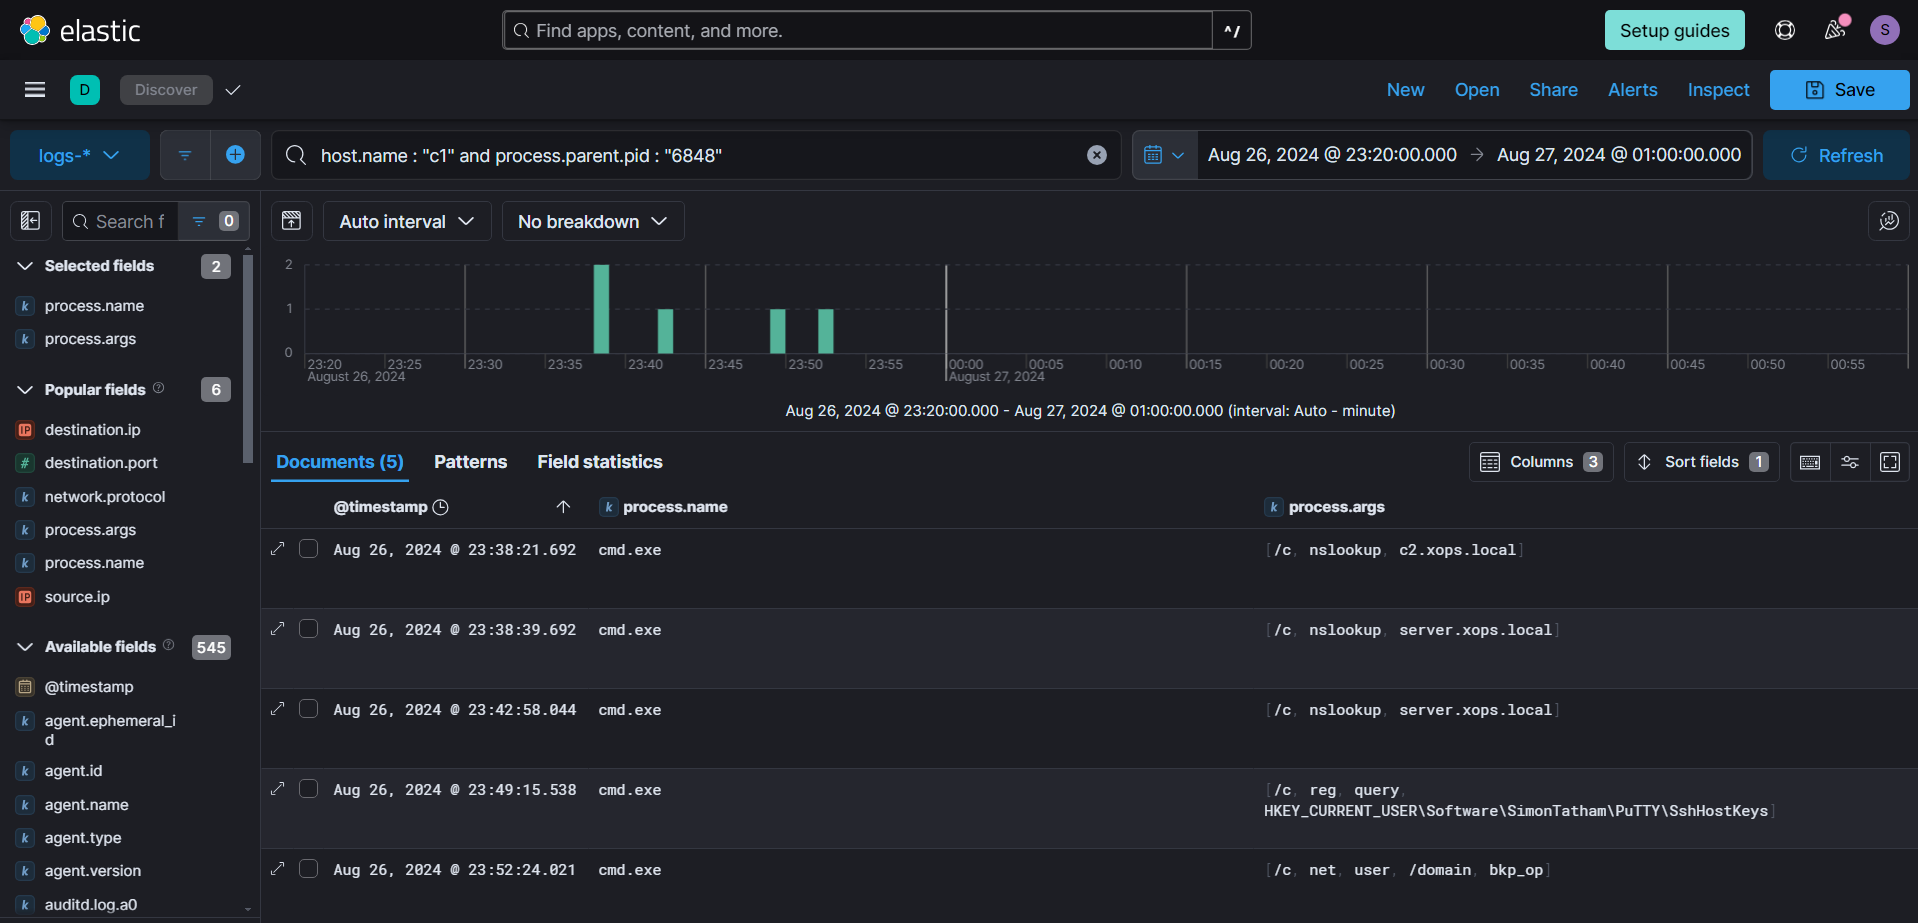 elastic
Find apps, content, and more.
^/
Setup guides
S
D
Discover
New
Open
Share
Alerts
Inspect
Save
logs-*
host.name : "c1" and process.parent.pid : "6848"
Aug 26, 2024 @ 23:20:00.000
Aug 27, 2024 @ 01:00:00.000
Refresh
Search f
0
Auto interval
No breakdown
Selected fields
2
k process.name
k process.args
Popular fields
6
IP destination.ip
# destination.port
k network.protocol
k process.args
k process.name
IP source.ip
Available fields
545
@timestamp
k agent.ephemeral_i
d
k agent.id
k agent.name
k agent.type
k agent.version
k auditd.log.a0
2
1
0
23:20 23:25 23:30 23:35 23:40 23:45 23:50 23:55 00:00 00:05 00:10 00:15 00:20 00:25 00:30 00:35 00:40 00:45 00:50 00:55
August 26, 2024 August 27, 2024
Aug 26, 2024 @ 23:20:00.000 - Aug 27, 2024 @ 01:00:00.000 (interval: Auto - minute)
Documents (5)
Patterns
Field statistics
Columns 3
Sort fields 1
@timestamp k process.name k process.args
Aug 26, 2024 @ 23:38:21.692 cmd.exe [/c, nslookup, c2.xops.local]
Aug 26, 2024 @ 23:38:39.692 cmd.exe [/c, nslookup, server.xops.local]
Aug 26, 2024 @ 23:42:58.044 cmd.exe [/c, nslookup, server.xops.local]
Aug 26, 2024 @ 23:49:15.538 cmd.exe [/c, reg, query,
HKEY_CURRENT_USER\Software\SimonTatham\PuTTY\SshHostKeys]
Aug 26, 2024 @ 23:52:24.021 cmd.exe [/c, net, user, /domain, bkp_op]